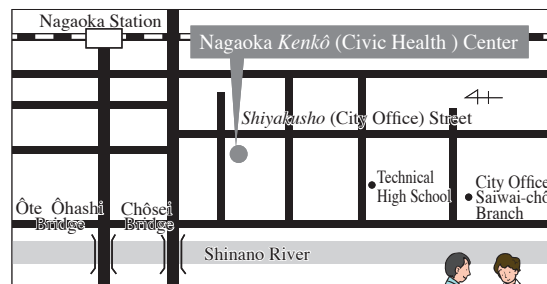 Nagaoka Station
Nagaoka Kenkô (Civic Health ) Center
Shiyakusho (City Office) Street
Technical
High School
City Office
Saiwai-chô
Branch
Ôte Ôhashi
Bridge
Chôsei
Bridge
Shinano River